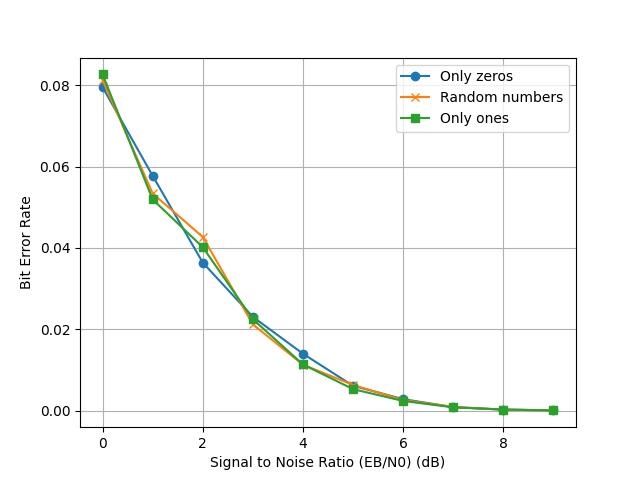 Only zeros
Random numbers
Only ones
0.08
0.06
0.04
0.02
0.00
Bit Error Rate
0 2 4 6 8
Signal to Noise Ratio (EB/N0) (dB)